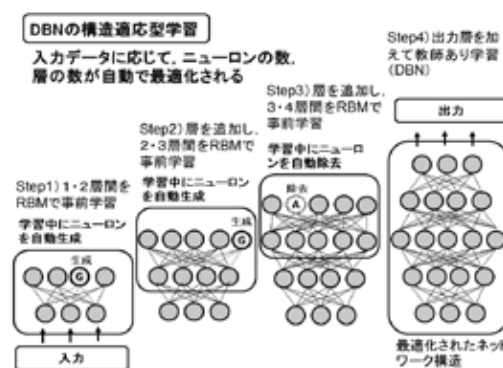 DBNの構造適応型学習
入力データに応じて, ニューロンの数,
層の数が自動で最適化される
Step1) 1・2層間を
RBMで事前学習
学習中にニューロン
を自動生成
生成
G
入力
Step2) 層を追加し,
2・3層間をRBMで
事前学習
学習中にニューロン
を自動生成
生成
G
Step3) 層を追加し,
3・4層間をRBMで
事前学習
学習中にニューロ
ンを自動除去
除去
A
Step4) 出力層を加
えて教師あり学習
(DBN)
出力
最適化されたネット
ワーク構造